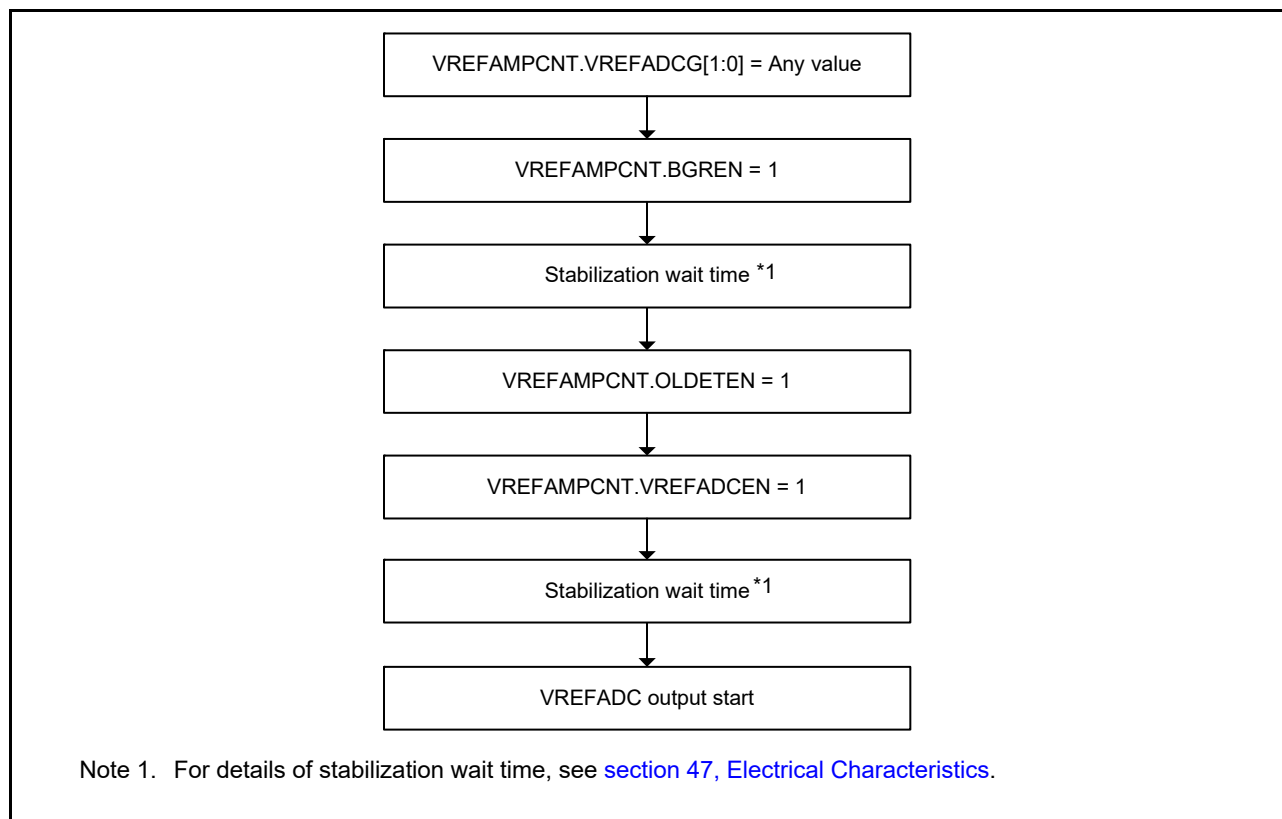 VREFAMPCNT.VREFADCG[1:0] = Any value
VREFAMPCNT.BGREN = 1
Stabilization wait time *1
VREFAMPCNT.OLDETEN = 1
VREFAMPCNT.VREFADCEN = 1
Stabilization wait time *1
VREFADC output start
Note 1. For details of stabilization wait time, see section 47, Electrical Characteristics.